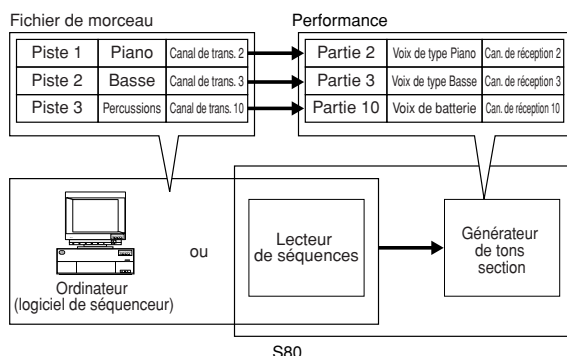 Fichier de morceau
Performance
Piste 1 Piano Canal de trans. 2
Partie 2 Voix de type Piano Can. de réception 2
Piste 2 Basse Canal de trans. 3
Partie 3 Voix de type Basse Can. de réception 3
Piste 3 Percussions Canal de trans. 10
Partie 10 Voix de batterie Can. de réception 10
Ordinateur
(logiciel de séquenceur)
ou
Lecteur
de séquences
Générateur
de tons
section
S80